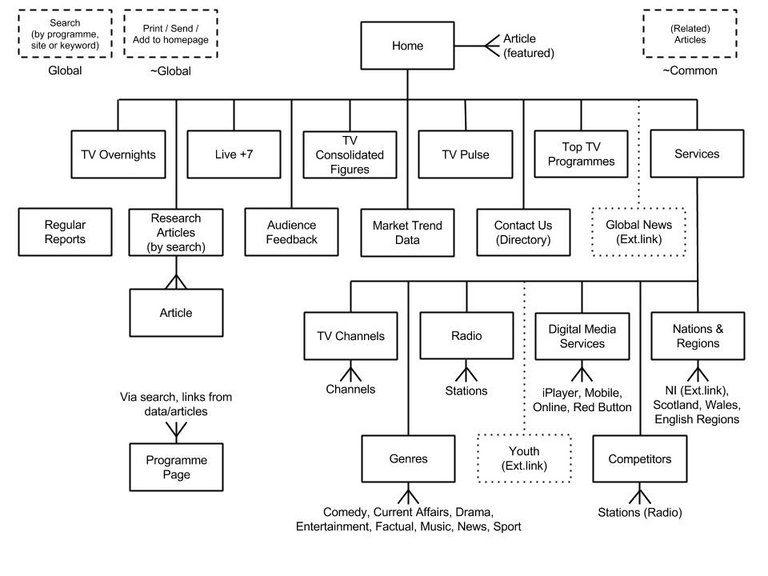 Search
(by programme,
site or keyword)
Global
Print / Send /
Add to homepage
~Global
Home
Article
(featured)
(Related)
Articles
~Common
TV Overnights
Live +7
TV
Consolidated
Figures
TV Pulse
Top TV
Programmes
Services
Regular
Reports
Research
Articles
(by search)
Audience
Feedback
Market Trend
Data
Contact Us
(Directory)
Global News
(Ext.link)
Article
TV Channels
Channels
Radio
Stations
Digital Media
Services
iPlayer, Mobile,
Online, Red Button
Nations &
Regions
NI (Ext.link),
Scotland, Wales,
English Regions
Via search, links from
data/articles
Programme
Page
Genres
Comedy, Current Affairs, Drama,
Entertainment, Factual, Music, News, Sport
Youth
(Ext.link)
Competitors
Stations (Radio)